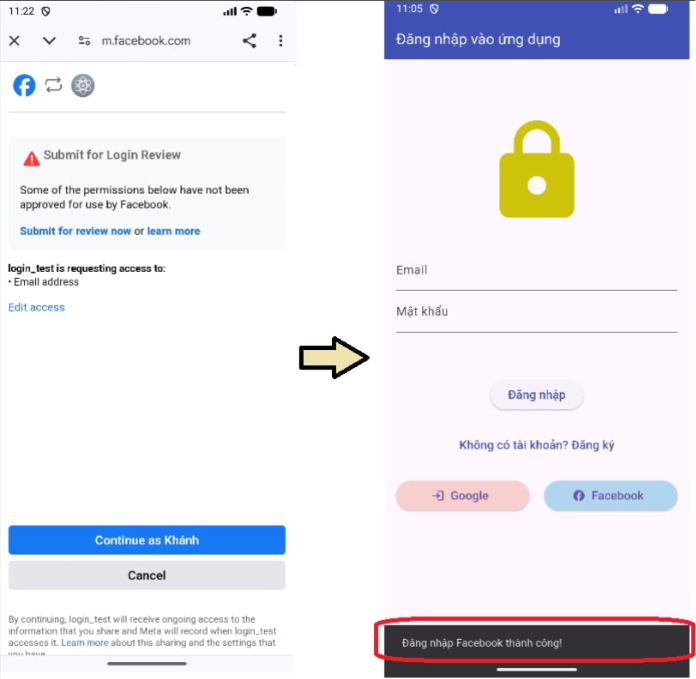 11:22
m.facebook.com
Submit for Login Review
Some of the permissions below have not been
approved for use by Facebook.
Submit for review now or learn more
login_test is requesting access to:
• Email address
Edit access
Continue as Khánh
Cancel
By continuing, login_test will receive ongoing access to the
information that you share and Meta will record when login_test
accesses it. Learn more about this sharing and the settings that
you have
11:05
Đăng nhập vào ứng dụng
Email
Mật khẩu
Đăng nhập
Không có tài khoản? Đăng ký
Google
Facebook
Đăng nhập Facebook thành công!